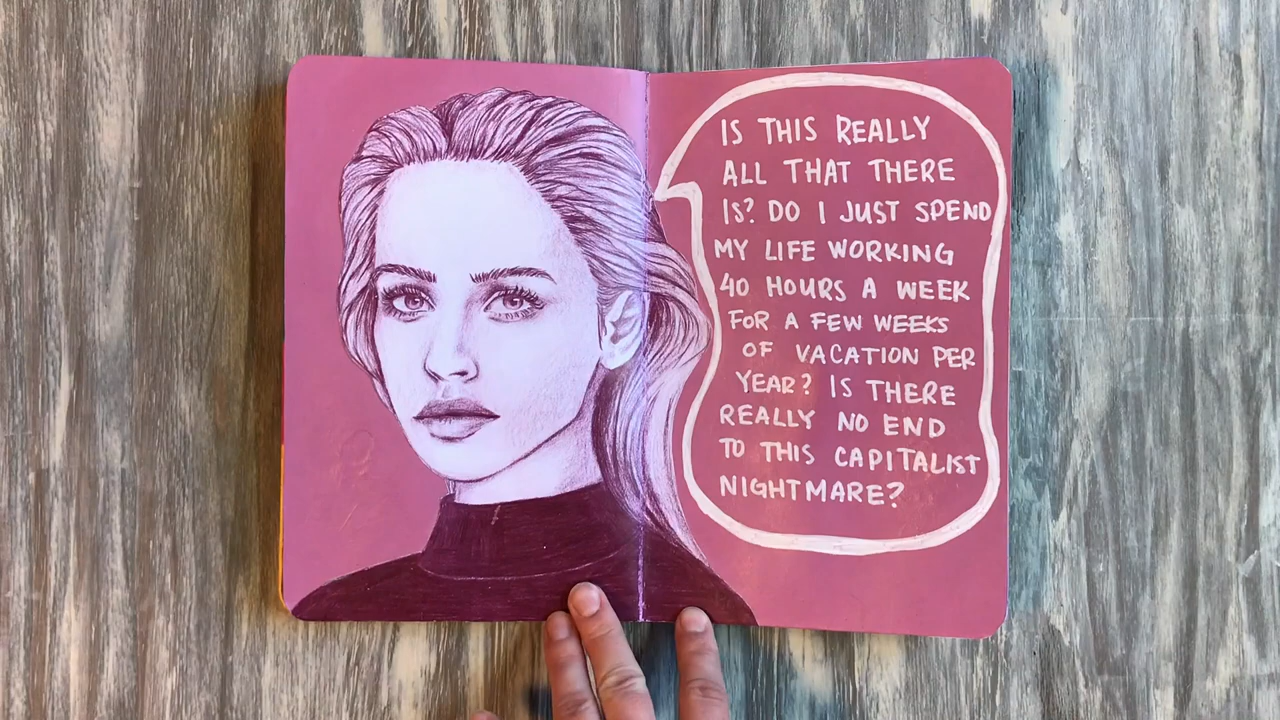 IS THIS REALLY
ALL THAT THERE
IS? DO I JUST SPEND
MY LIFE WORKING
40 HOURS A WEEK
FOR A FEW WEEKS
OF VACATION PER
YEAR? IS THERE
REALLY NO END
TO THIS CAPITALIST
NIGHTMARE?